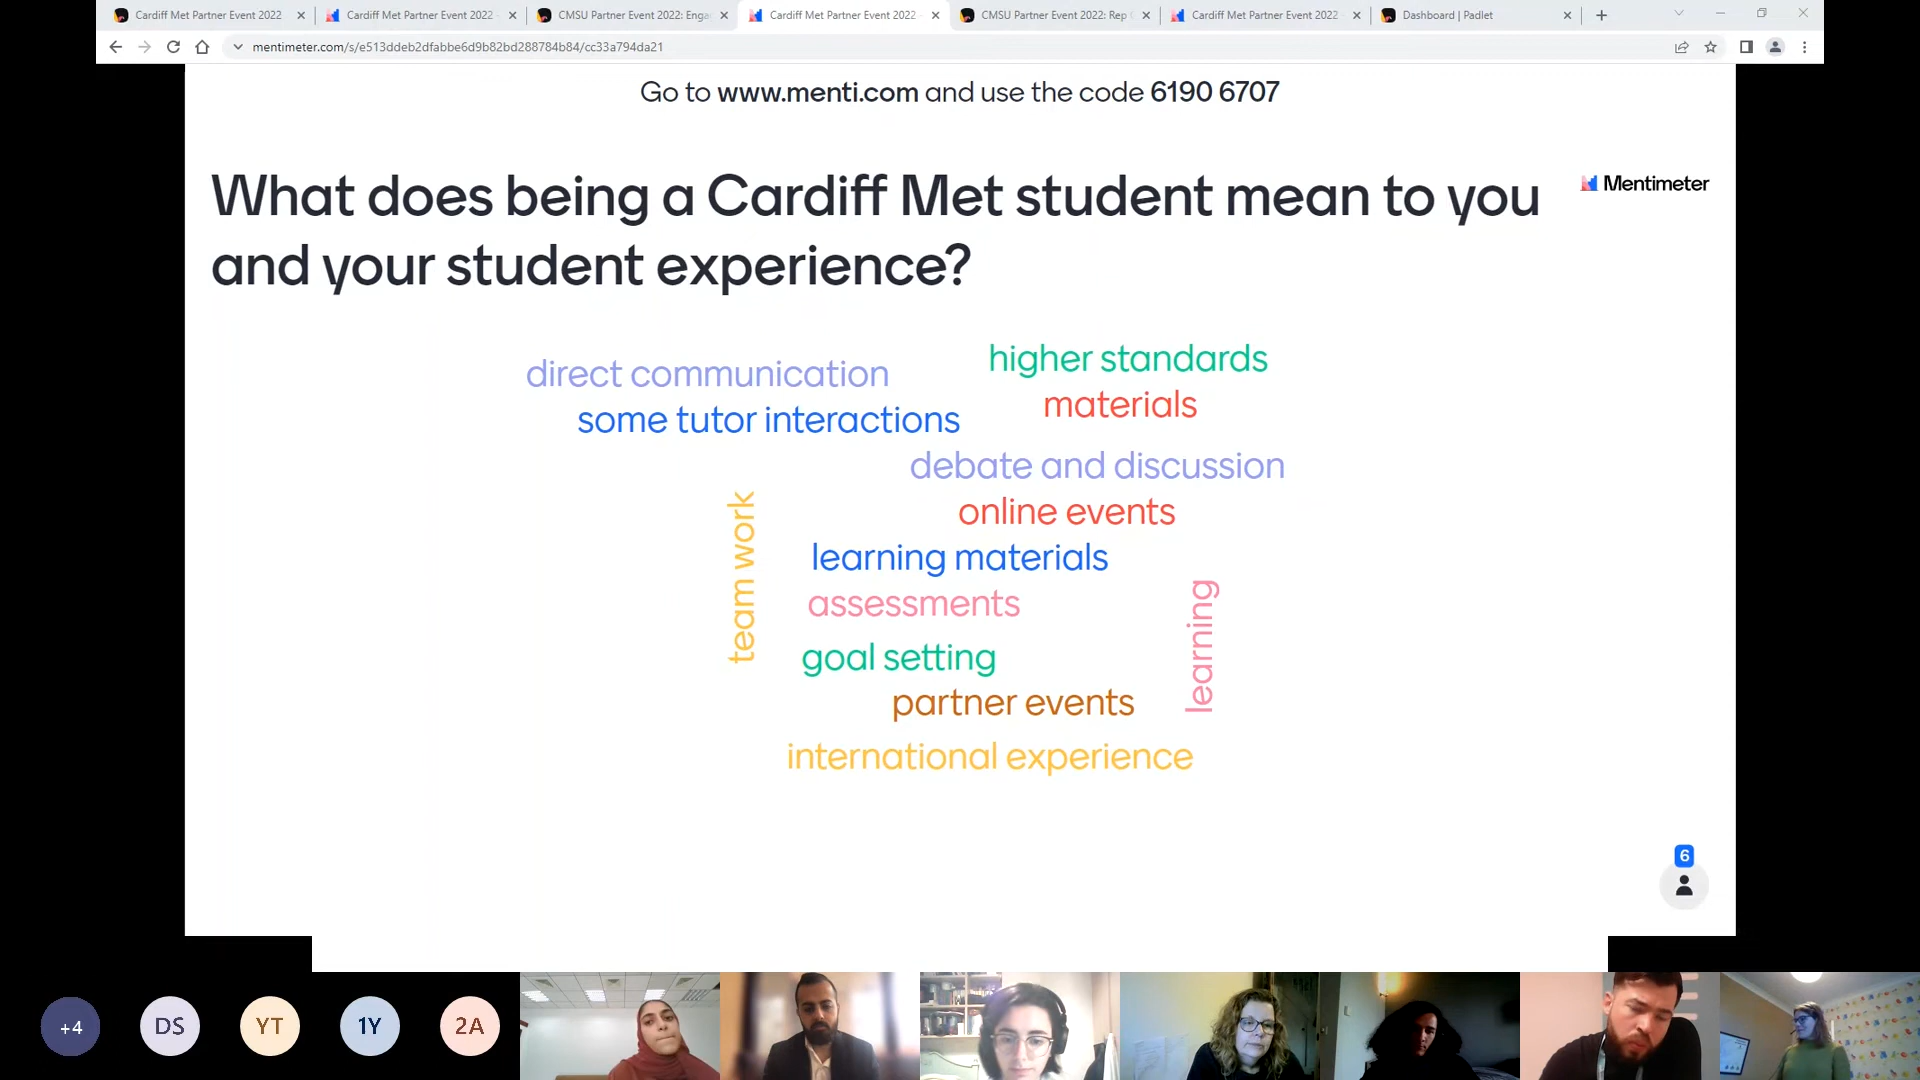 Cardiff Met Partner Event 2022
Cardiff Met Partner Event 2022 -
CMSU Partner Event 2022: Enga
Cardiff Met Partner Event 2022 -
CMSU Partner Event 2022: Rep
Cardiff Met Partner Event 2022
Dashboard | Padlet
mentimeter.com/s/e513ddeb2dfabbe6d9b82bd288784b84/cc33a794da21
Go to www.menti.com and use the code 6190 6707
What does being a Cardiff Met student mean to you
and your student experience?
Mentimeter
higher standards
direct communication
materials
some tutor interactions
debate and discussion
team work
online events
learning materials
assessments
learning
goal setting
partner events
international experience
6
+4
DS
YT
1Y
2A